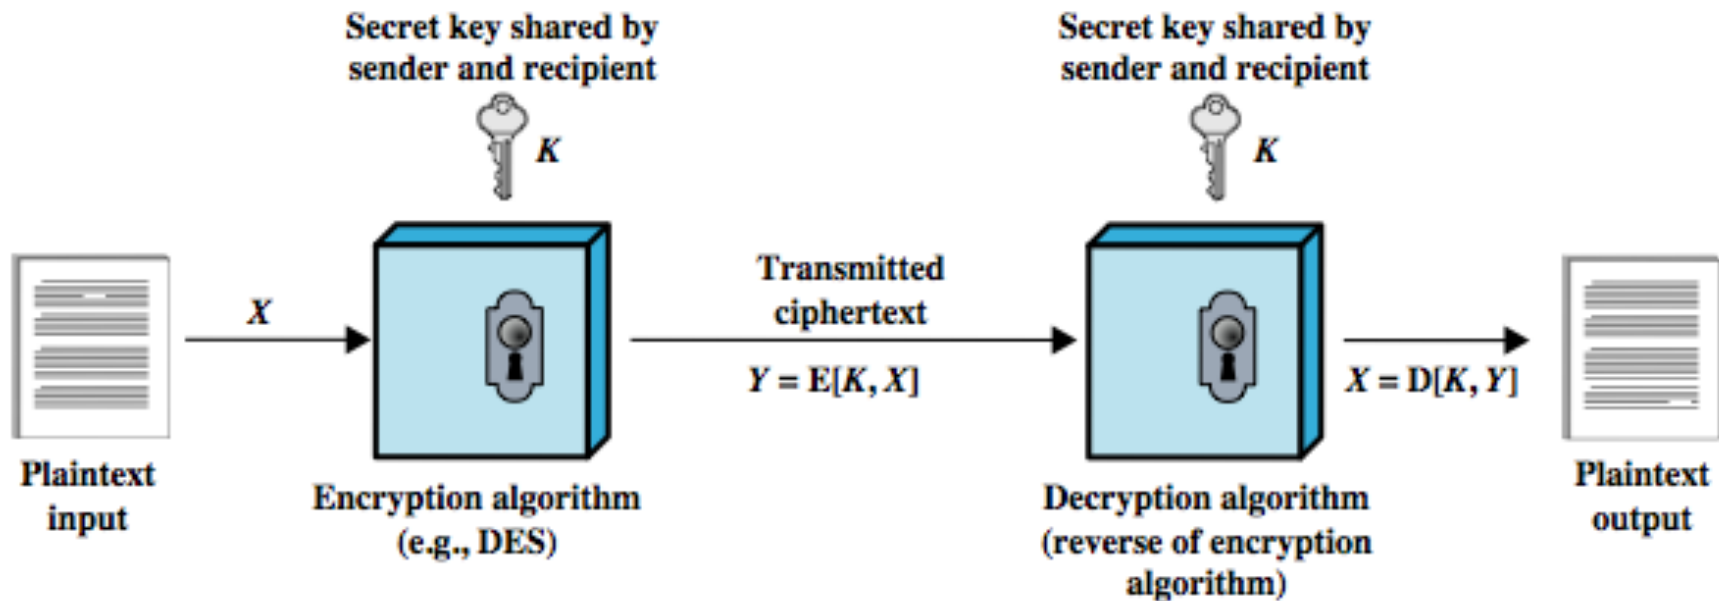 Secret key shared by
sender and recipient
K
Secret key shared by
sender and recipient
K
X
Transmitted
ciphertext
Y = E[K, X]
X = D[K, Y]
Plaintext
input
Encryption algorithm
(e.g., DES)
Decryption algorithm
(reverse of encryption
algorithm)
Plaintext
output